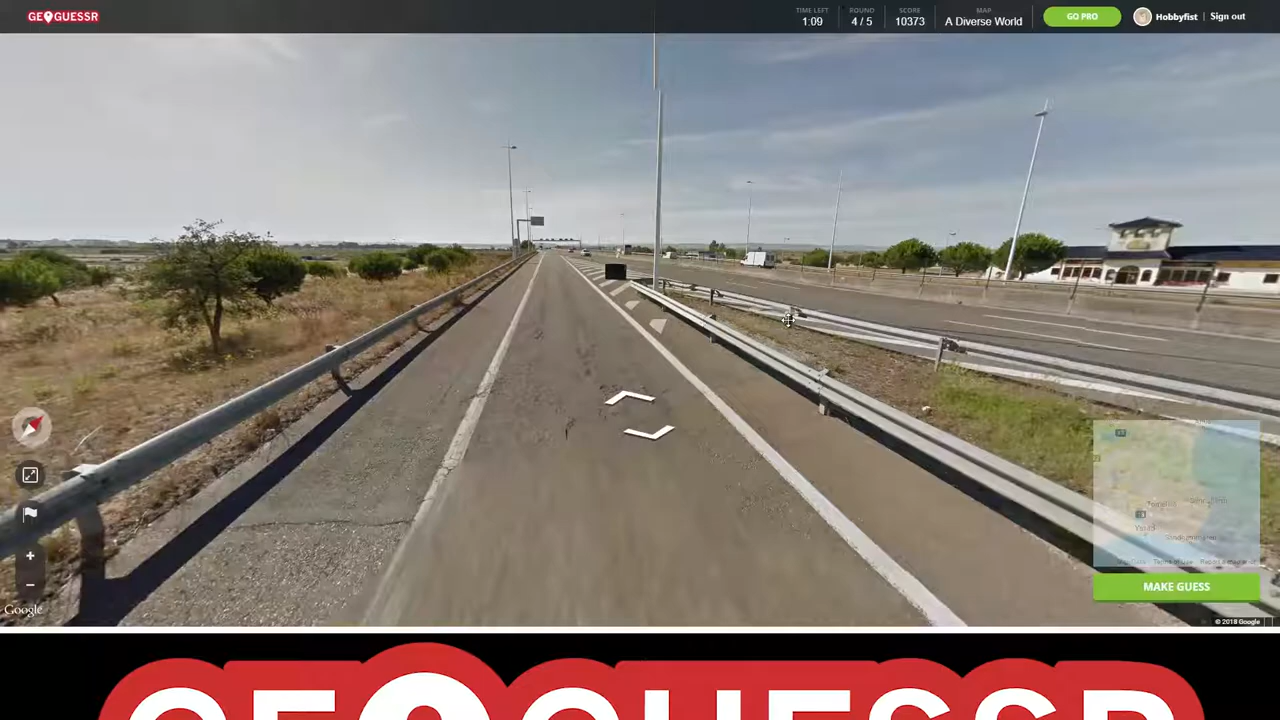 GEOGUESSR
TIME LEFT
1:09
ROUND
4 / 5
SCORE
10373
MAP
A Diverse World
GO PRO
Hobbyfist
Sign out
Google
MAKE GUESS
© 2018 Google
GEOGUESSR